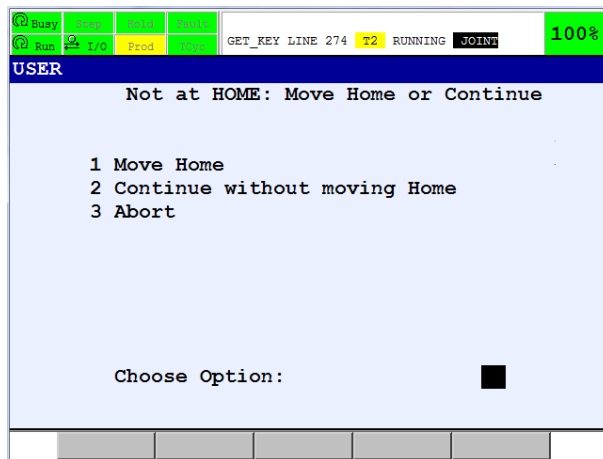 Busy Step Hold Fault
Run I/O Prod TCyc
GET_KEY LINE 274 T2 RUNNING JOINT
100%
USER
Not at HOME: Move Home or Continue
1 Move Home
2 Continue without moving Home
3 Abort
Choose Option: